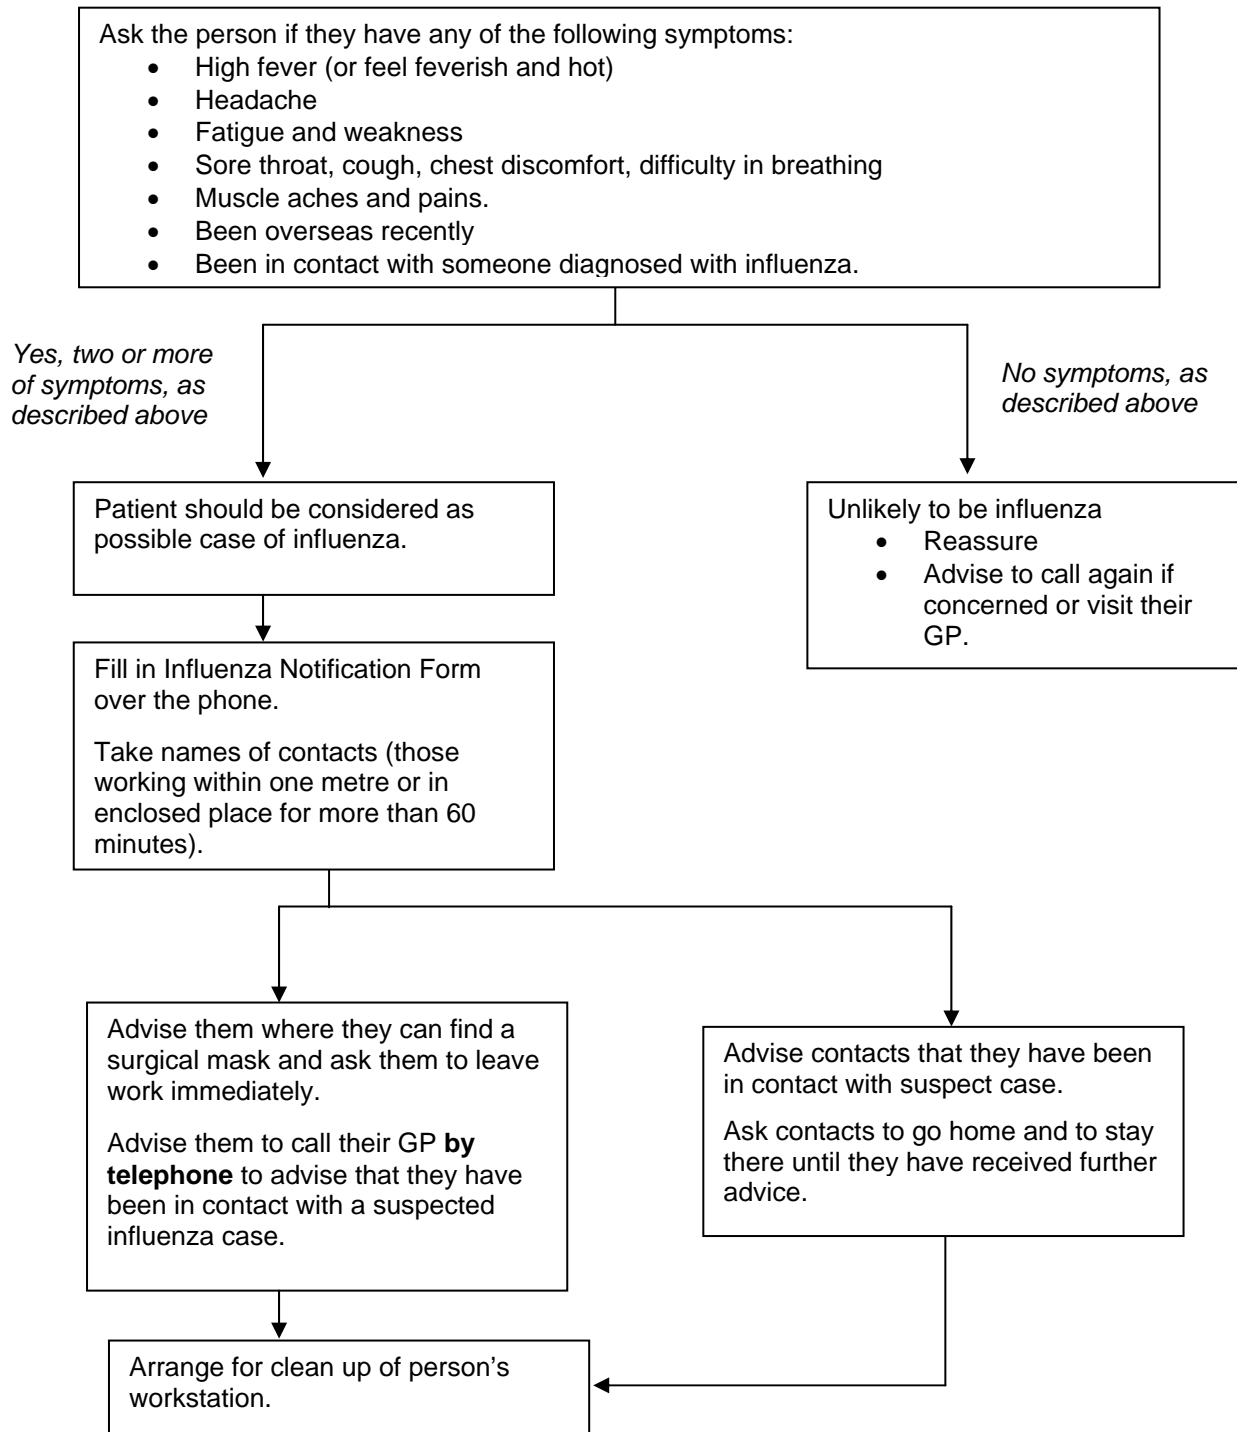 Ask the person if they have any of the following symptoms:
• High fever (or feel feverish and hot)
• Headache
• Fatigue and weakness
• Sore throat, cough, chest discomfort, difficulty in breathing
• Muscle aches and pains.
• Been overseas recently
• Been in contact with someone diagnosed with influenza.
Yes, two or more
of symptoms, as
described above
No symptoms, as
described above
Patient should be considered as
possible case of influenza.
Unlikely to be influenza
• Reassure
• Advise to call again if
concerned or visit their
GP.
Fill in Influenza Notification Form
over the phone.
Take names of contacts (those
working within one metre or in
enclosed place for more than 60
minutes).
Advise them where they can find a
surgical mask and ask them to leave
work immediately.
Advise them to call their GP by
telephone to advise that they have
been in contact with a suspected
influenza case.
Advise contacts that they have been
in contact with suspect case.
Ask contacts to go home and to stay
there until they have received further
advice.
Arrange for clean up of person's
workstation.